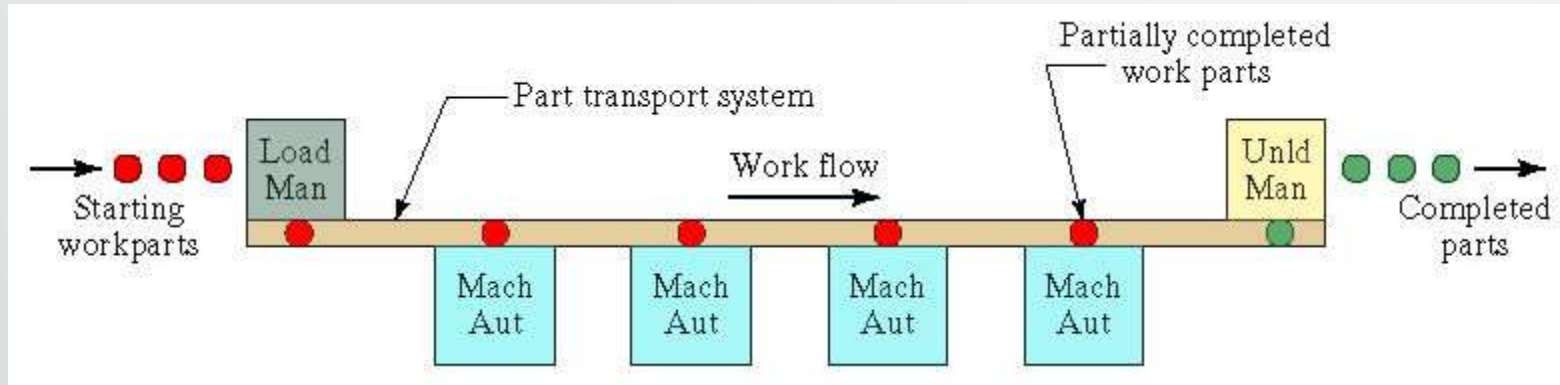 Partially completed
work parts
Part transport system
Load
Man
Work flow
Unld
Man
Starting
workparts
Completed
parts
Mach
Aut
Mach
Aut
Mach
Aut
Mach
Aut